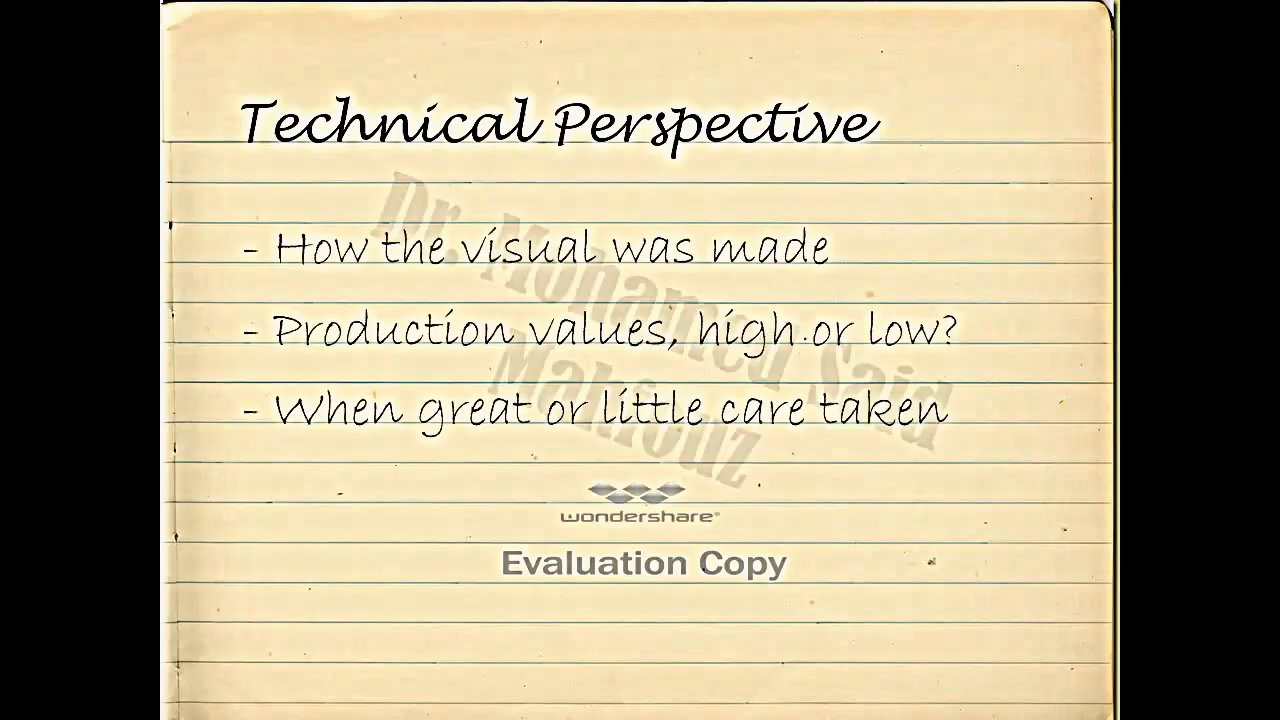 Technical Perspective
- How the visual was made
- Production values, high or low?
- When great or little care taken
Dr. Mohamed Said
Mahfouz
wondershare®
Evaluation Copy